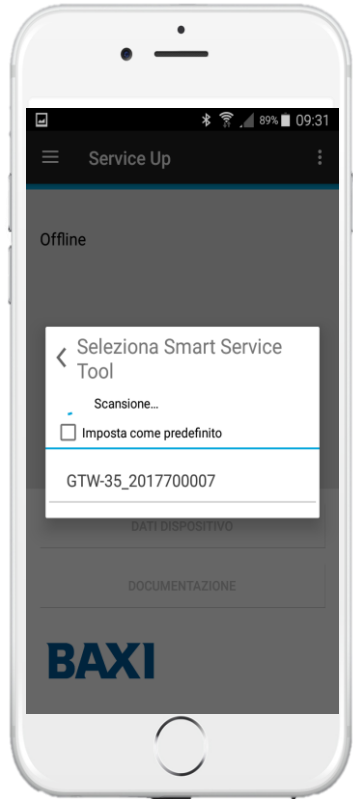 89% 09:31
Service Up
Offline
Seleziona Smart Service
Tool
Scansione...
Imposta come predefinito
GTW-35_2017700007
DATI DISPOSITIVO
DOCUMENTAZIONE
BAXI